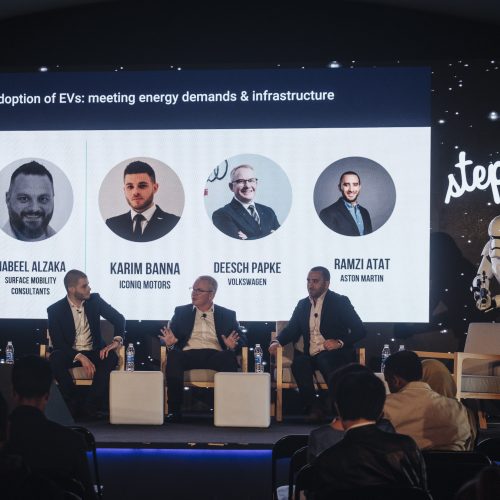 doption of EVs: meeting energy demands & infrastructure
ABEEL ALZAKA
SURFACE MOBILITY
CONSULTANTS
KARIM BANNA
ICONIQ MOTORS
DEESCH PAPKE
VOLKSWAGEN
RAMZI ATAT
ASTON MARTIN
step